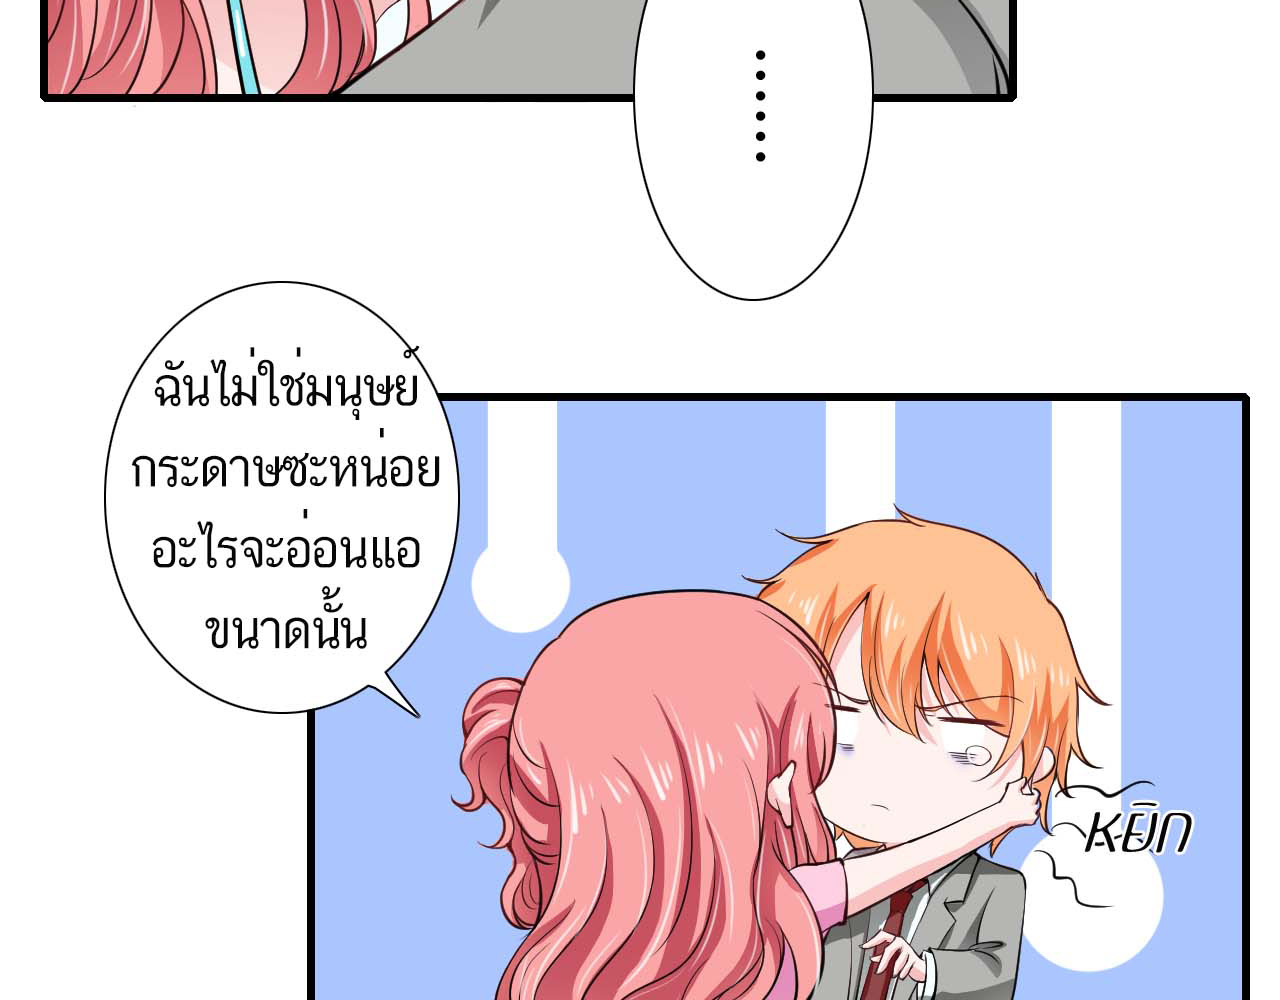 ......
ฉันไม่ใช่มนุษย์
กระดาษซะหน่อย
อะไรจะอ่อนแอ
ขนาดนั้น
หยิก